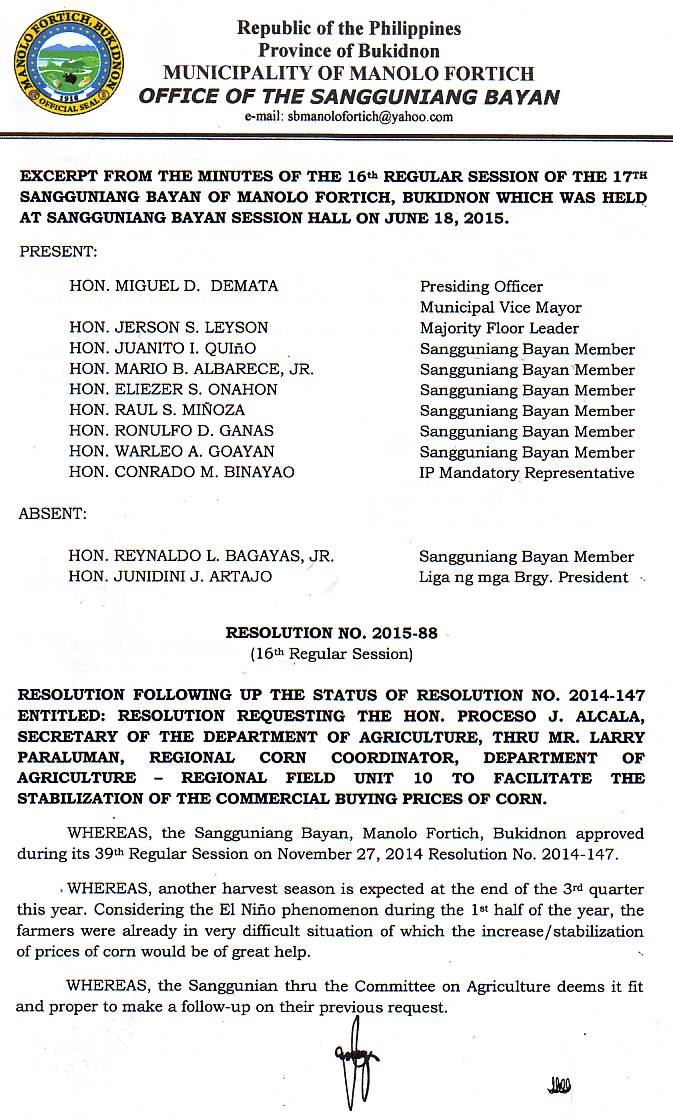 MANOLO FORTICH, BUKIDNON
1916
OFFICIAL SEAL
Republic of the Philippines
Province of Bukidnon
MUNICIPALITY OF MANOLO FORTICH
OFFICE OF THE SANGGUNIANG BAYAN
e-mail: sbmanolofortich@yahoo.com
EXCERPT FROM THE MINUTES OF THE 16th REGULAR SESSION OF THE 17TH
SANGGUNIANG BAYAN OF MANOLO FORTICH, BUKIDNON WHICH WAS HELD
AT SANGGUNIANG BAYAN SESSION HALL ON JUNE 18, 2015.
PRESENT:
HON. MIGUEL D. DEMATA Presiding Officer
Municipal Vice Mayor
HON. JERSON S. LEYSON Majority Floor Leader
HON. JUANITO I. QUIñO Sangguniang Bayan Member
HON. MARIO B. ALBARECE, JR. Sangguniang Bayan Member
HON. ELIEZER S. ONAHON Sangguniang Bayan Member
HON. RAUL S. MIÑOZA Sangguniang Bayan Member
HON. RONULFO D. GANAS Sangguniang Bayan Member
HON. WARLEO A. GOAYAN Sangguniang Bayan Member
HON. CONRADO M. BINAYAO IP Mandatory Representative
ABSENT:
HON. REYNALDO L. BAGAYAS, JR. Sangguniang Bayan Member
HON. JUNIDINI J. ARTAJO Liga ng mga Brgy. President
RESOLUTION NO. 2015-88
(16th Regular Session)
RESOLUTION FOLLOWING UP THE STATUS OF RESOLUTION NO. 2014-147
ENTITLED: RESOLUTION REQUESTING THE HON. PROCESO J. ALCALA,
SECRETARY OF THE DEPARTMENT OF AGRICULTURE, THRU MR. LARRY
PARALUMAN, REGIONAL CORN COORDINATOR, DEPARTMENT OF
AGRICULTURE – REGIONAL FIELD UNIT 10 TO FACILITATE THE
STABILIZATION OF THE COMMERCIAL BUYING PRICES OF CORN.
WHEREAS, the Sangguniang Bayan, Manolo Fortich, Bukidnon approved
during its 39th Regular Session on November 27, 2014 Resolution No. 2014-147.
WHEREAS, another harvest season is expected at the end of the 3rd quarter
this year. Considering the El Niño phenomenon during the 1st half of the year, the
farmers were already in very difficult situation of which the increase/stabilization
of prices of corn would be of great help.
WHEREAS, the Sanggunian thru the Committee on Agriculture deems it fit
and proper to make a follow-up on their previous request.